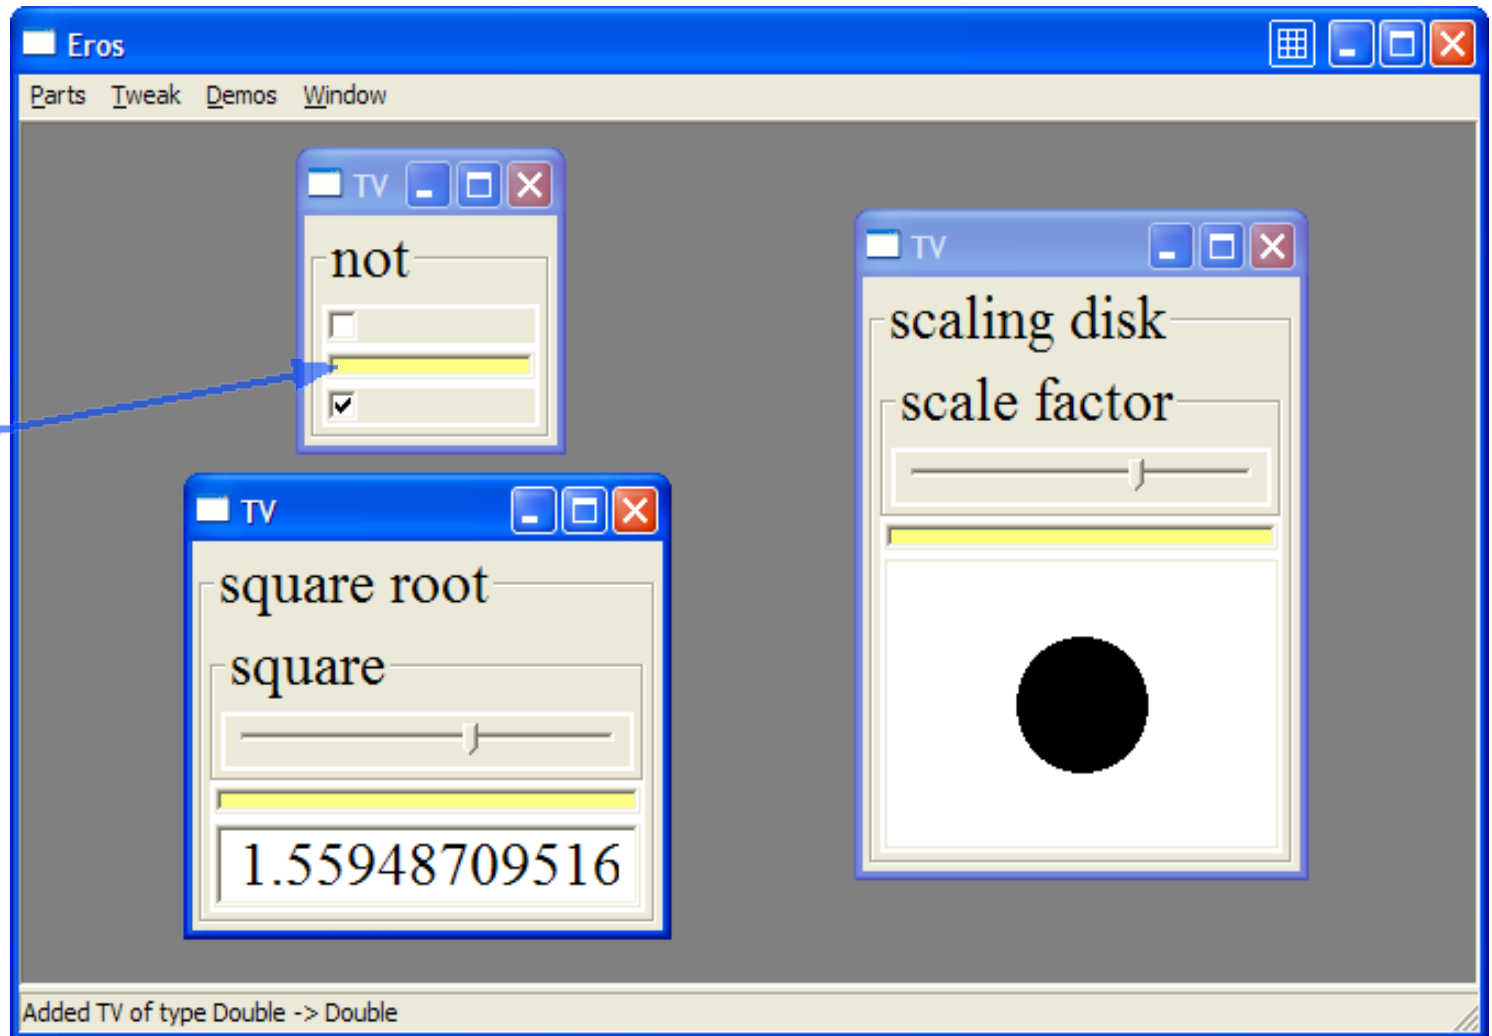 Eros
Parts Tweak Demos Window
TV
not
TV
scaling disk
scale factor
TV
square root
square
1.55948709516
Added TV of type Double -> Double